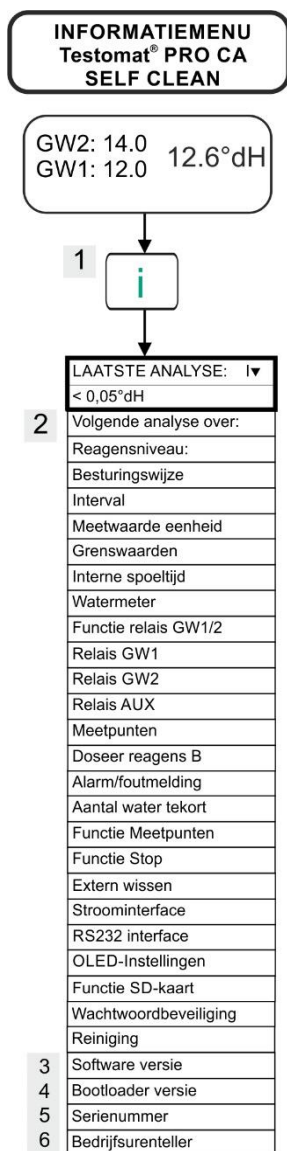 INFORMATIEMENU
Testomat® PRO CA
SELF CLEAN
GW2: 14.0
GW1: 12.0
12.6°dH
1
i
LAATSTE ANALYSE: I▼
< 0,05°dH
2
Volgende analyse over:
Reagensniveau:
Besturingswijze
Interval
Meetwaarde eenheid
Grenswaarden
Interne spoeltijd
Watermeter
Functie relais GW1/2
Relais GW1
Relais GW2
Relais AUX
Meetpunten
Doseer reagens B
Alarm/foutmelding
Aantal water tekort
Functie Meetpunten
Functie Stop
Extern wissen
Stroominterface
RS232 interface
OLED-Instellingen
Functie SD-kaart
Wachtwoordbeveiliging
Reiniging
3 Software versie
4 Bootloader versie
5 Serienummer
6 Bedrijfsurenteller